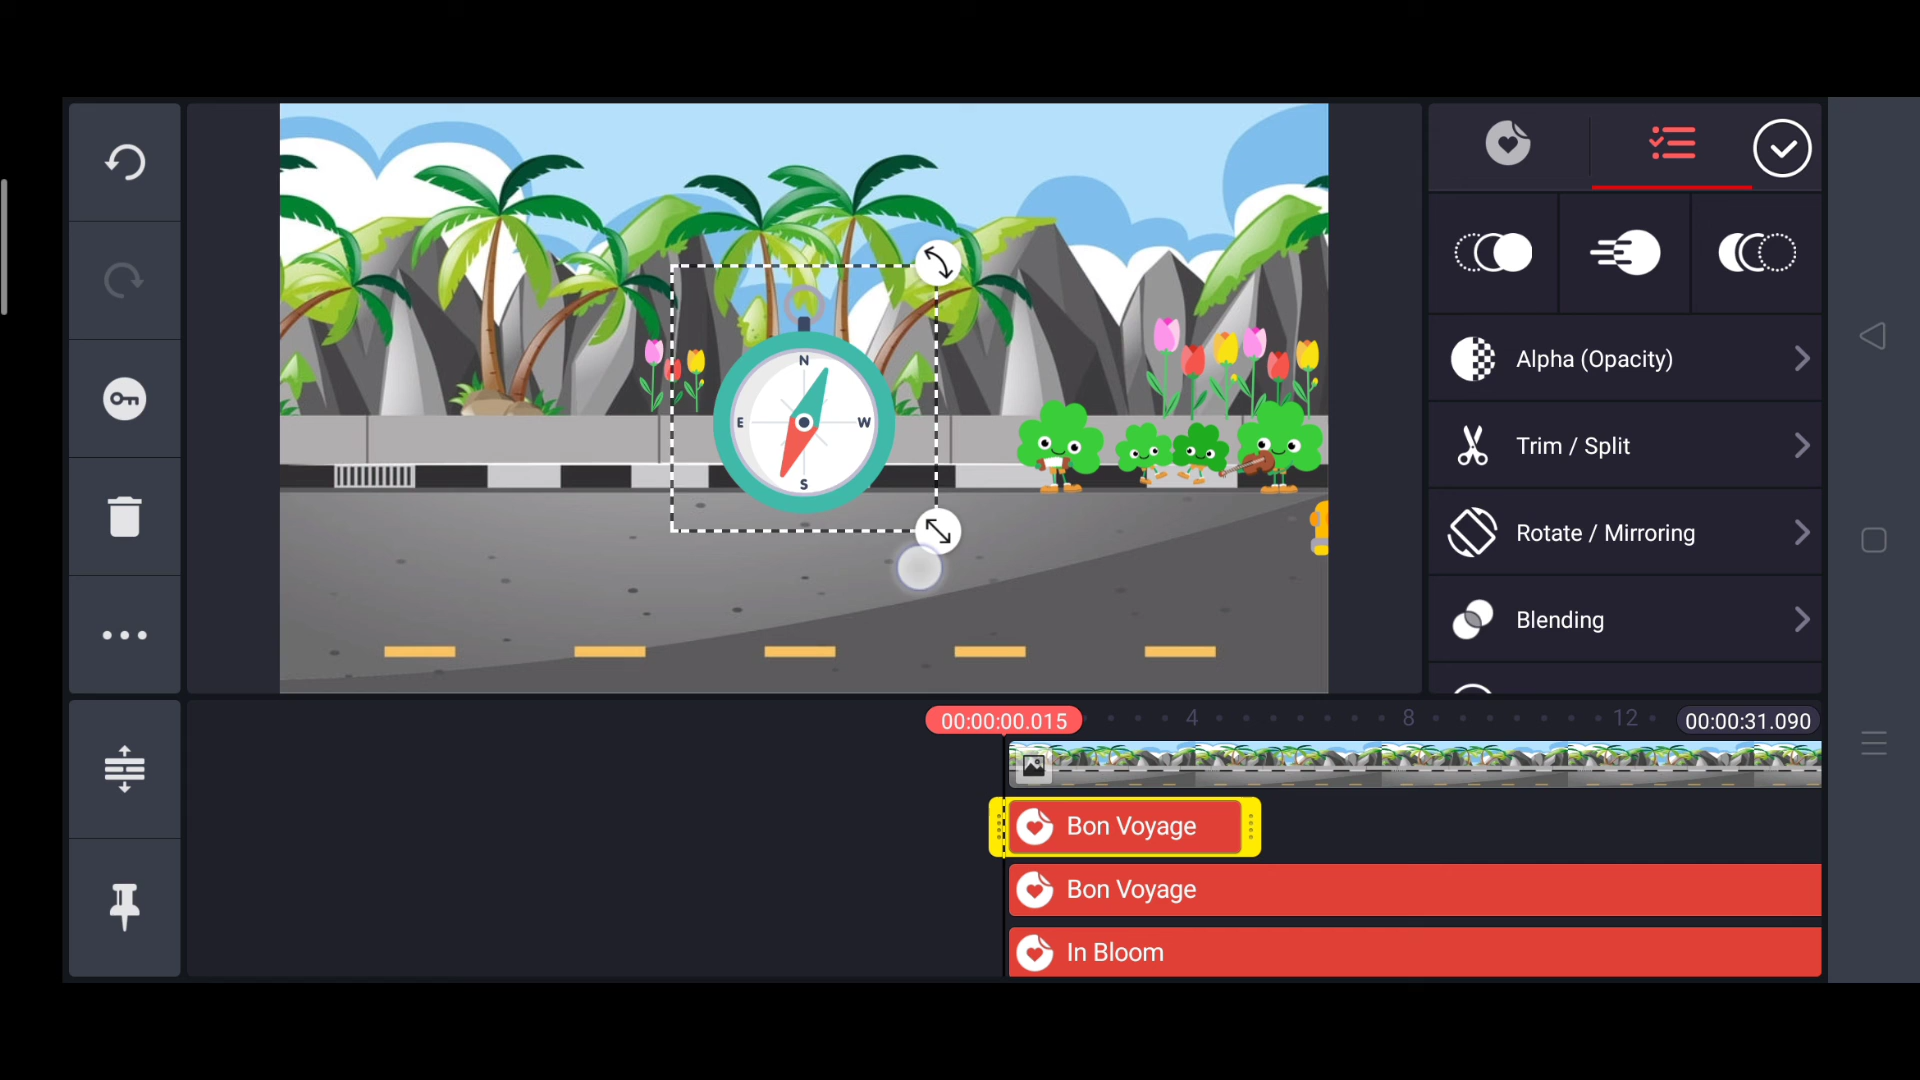 N
E W
S
Alpha (Opacity)
Trim / Split
Rotate / Mirroring
Blending
00:00:00.015 4 8 12 00:00:31.090
Bon Voyage
Bon Voyage
In Bloom